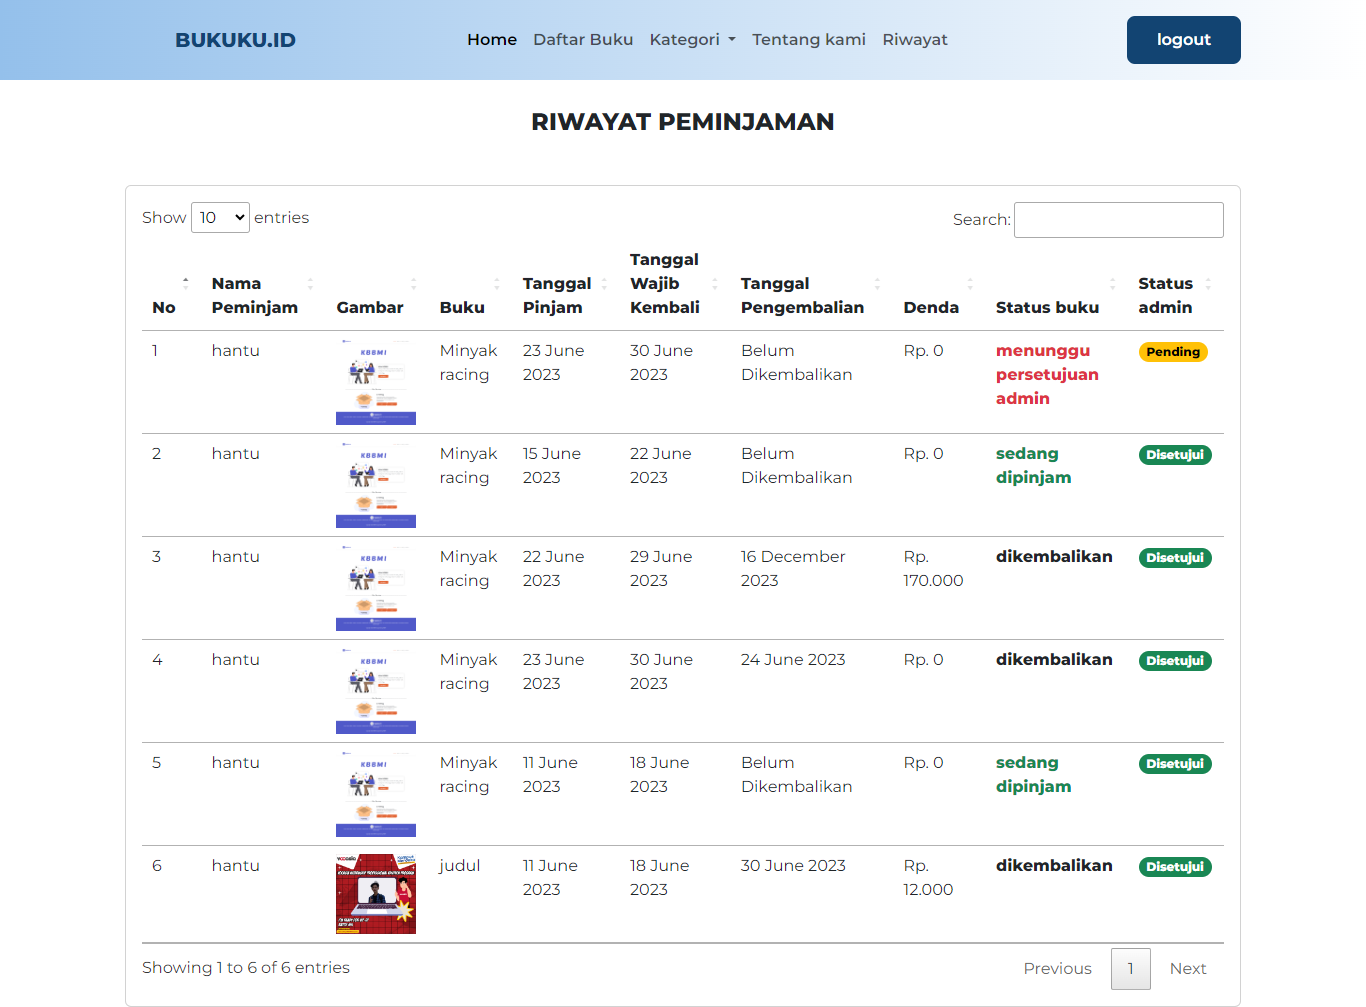 BUKUKU.ID Home Daftar Buku Kategori Tentang kami Riwayat logout
RIWAYAT PEMINJAMAN
Show 10 entries Search:
No Nama Peminjam Gambar Buku Tanggal Pinjam Tanggal Wajib Kembali Tanggal Pengembalian Denda Status buku Status admin
1 hantu KBBMI Minyak racing 23 June 2023 30 June 2023 Belum Dikembalikan Rp. 0 menunggu persetujuan admin Pending
2 hantu KBBMI Minyak racing 15 June 2023 22 June 2023 Belum Dikembalikan Rp. 0 sedang dipinjam Disetujui
3 hantu KBBMI Minyak racing 22 June 2023 29 June 2023 16 December 2023 Rp. 170.000 dikembalikan Disetujui
4 hantu KBBMI Minyak racing 23 June 2023 30 June 2023 24 June 2023 Rp. 0 dikembalikan Disetujui
5 hantu KBBMI Minyak racing 11 June 2023 18 June 2023 Belum Dikembalikan Rp. 0 sedang dipinjam Disetujui
6 hantu judul 11 June 2023 18 June 2023 30 June 2023 Rp. 12.000 dikembalikan Disetujui
Showing 1 to 6 of 6 entries Previous 1 Next